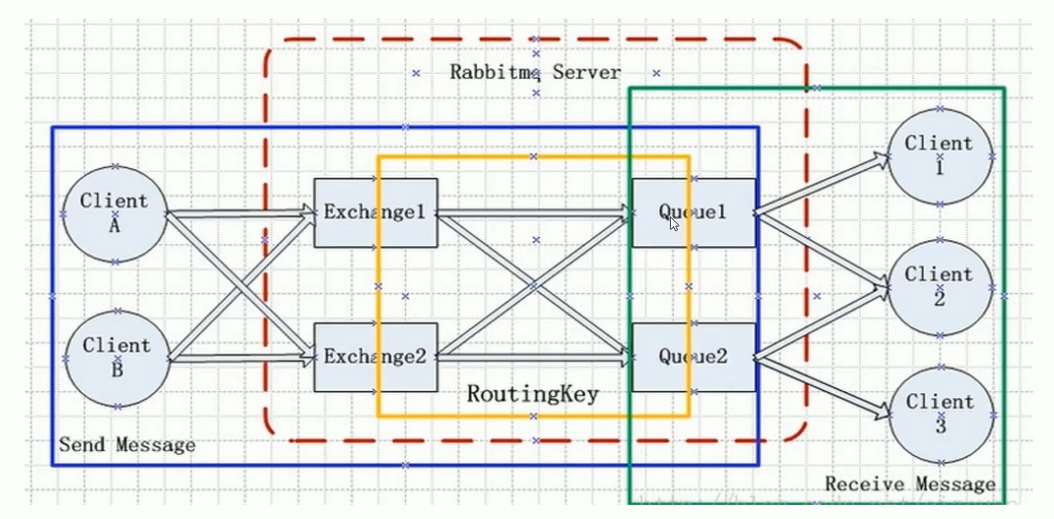 Rabbitmq Server
Client
A
Client
B
Exchange1
Exchange2
RoutingKey
Queue1
Queue2
Client
1
Client
2
Client
3
Send Message
Receive Message